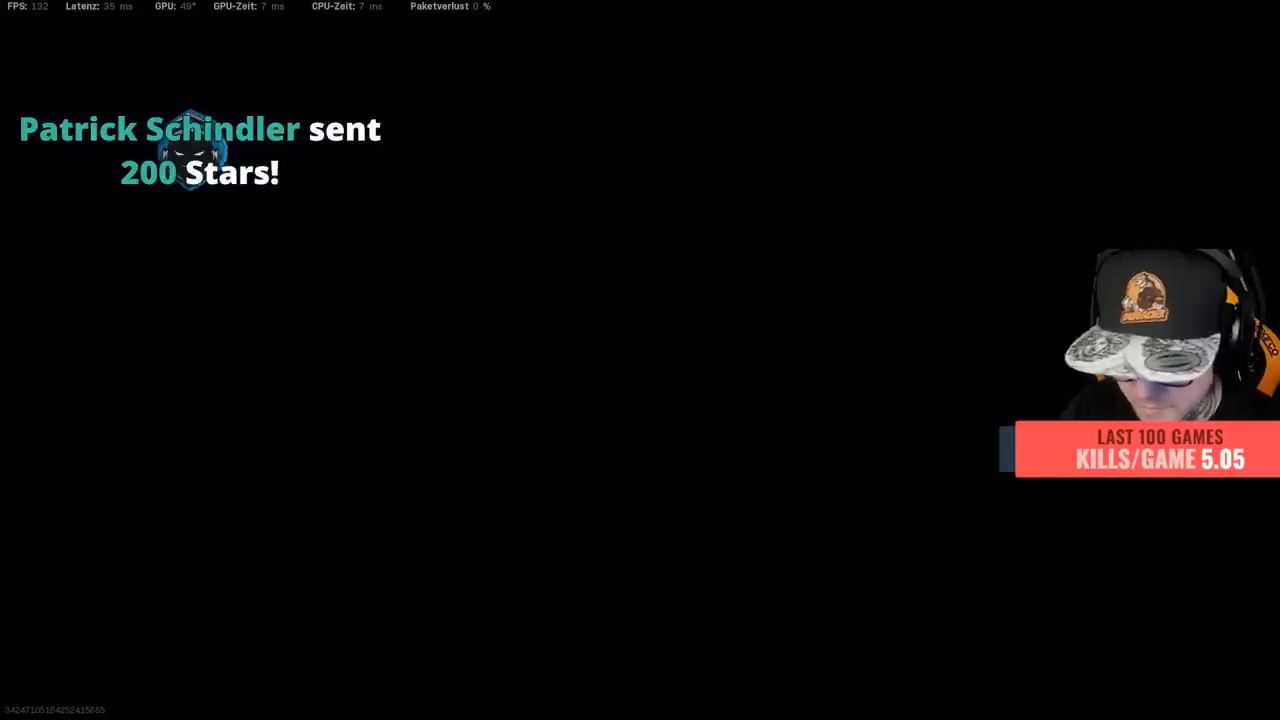 FPS: 132 Latenz: 35 ms GPU: 49° GPU-Zeit: 7 ms CPU-Zeit: 7 ms Paketverlust 0 %
Patrick Schindler sent
200 Stars!
LAST 100 GAMES
KILLS/GAME 5.05